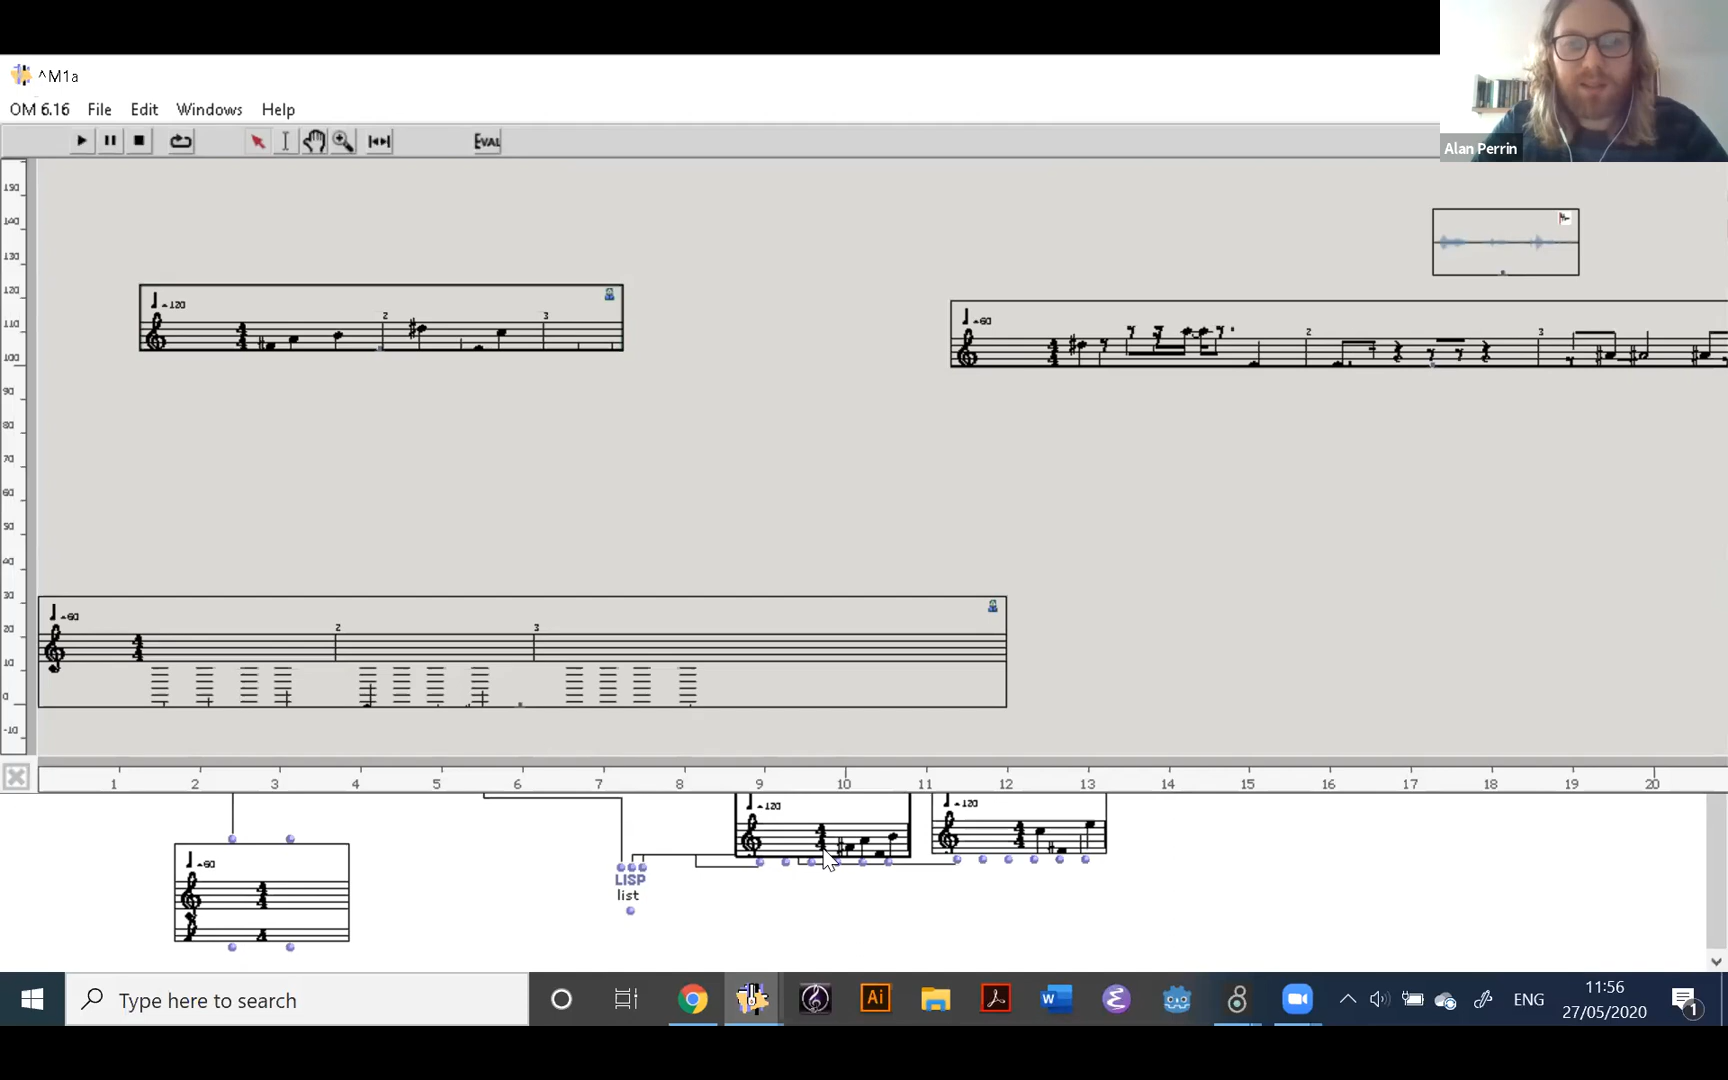 ^M1a
OM 6.16 File Edit Windows Help
EVAL
Alan Perrin
150
140
130
120
110
100
90
80
70
60
50
40
30
20
10
0
-10
=120
2
3
=60
2
3
=60
2
3
1 2 3 4 5 6 7 8 9 10 11 12 13 14 15 16 17 18 19 20
=120
=120
=60
LISP
list
Type here to search
Ai
W
ENG
11:56
27/05/2020
1